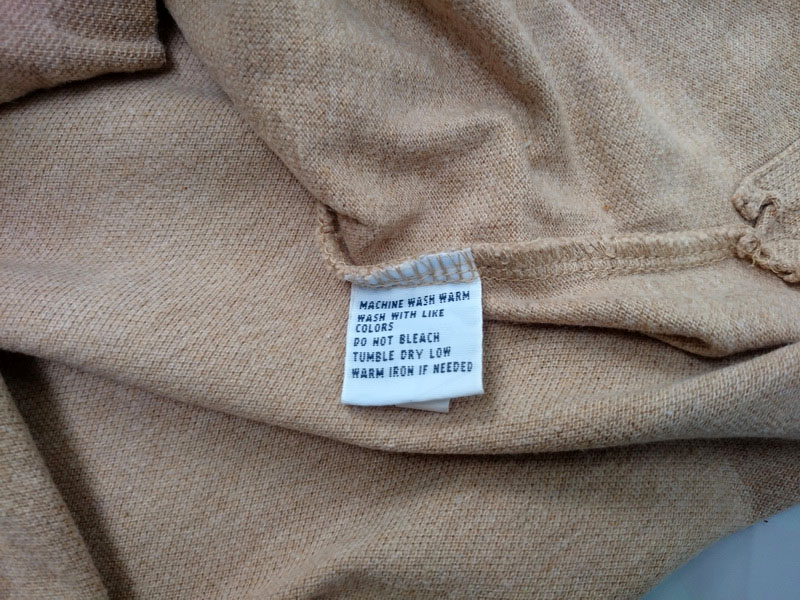 MACHINE WASH WARM
WASH WITH LIKE
COLORS
DO NOT BLEACH
TUMBLE DRY LOW
WARM IRON IF NEEDED